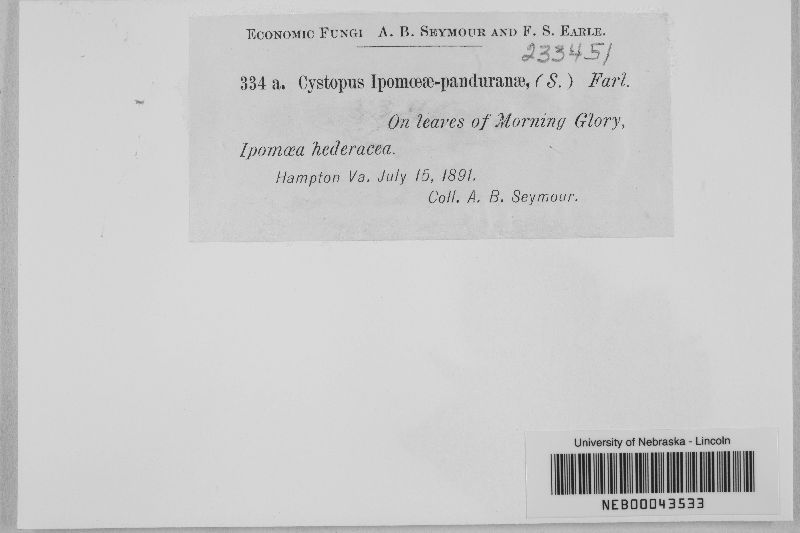 Economic Fungi A. B. Seymour and F. S. Earle.
233451
334 a. Cystopus Ipomœæ-panduranæ, (S.) Farl.
On leaves of Morning Glory,
Ipomœa hederacea.
Hampton Va. July 15, 1891.
Coll. A. B. Seymour.
University of Nebraska - Lincoln
NEB00043533